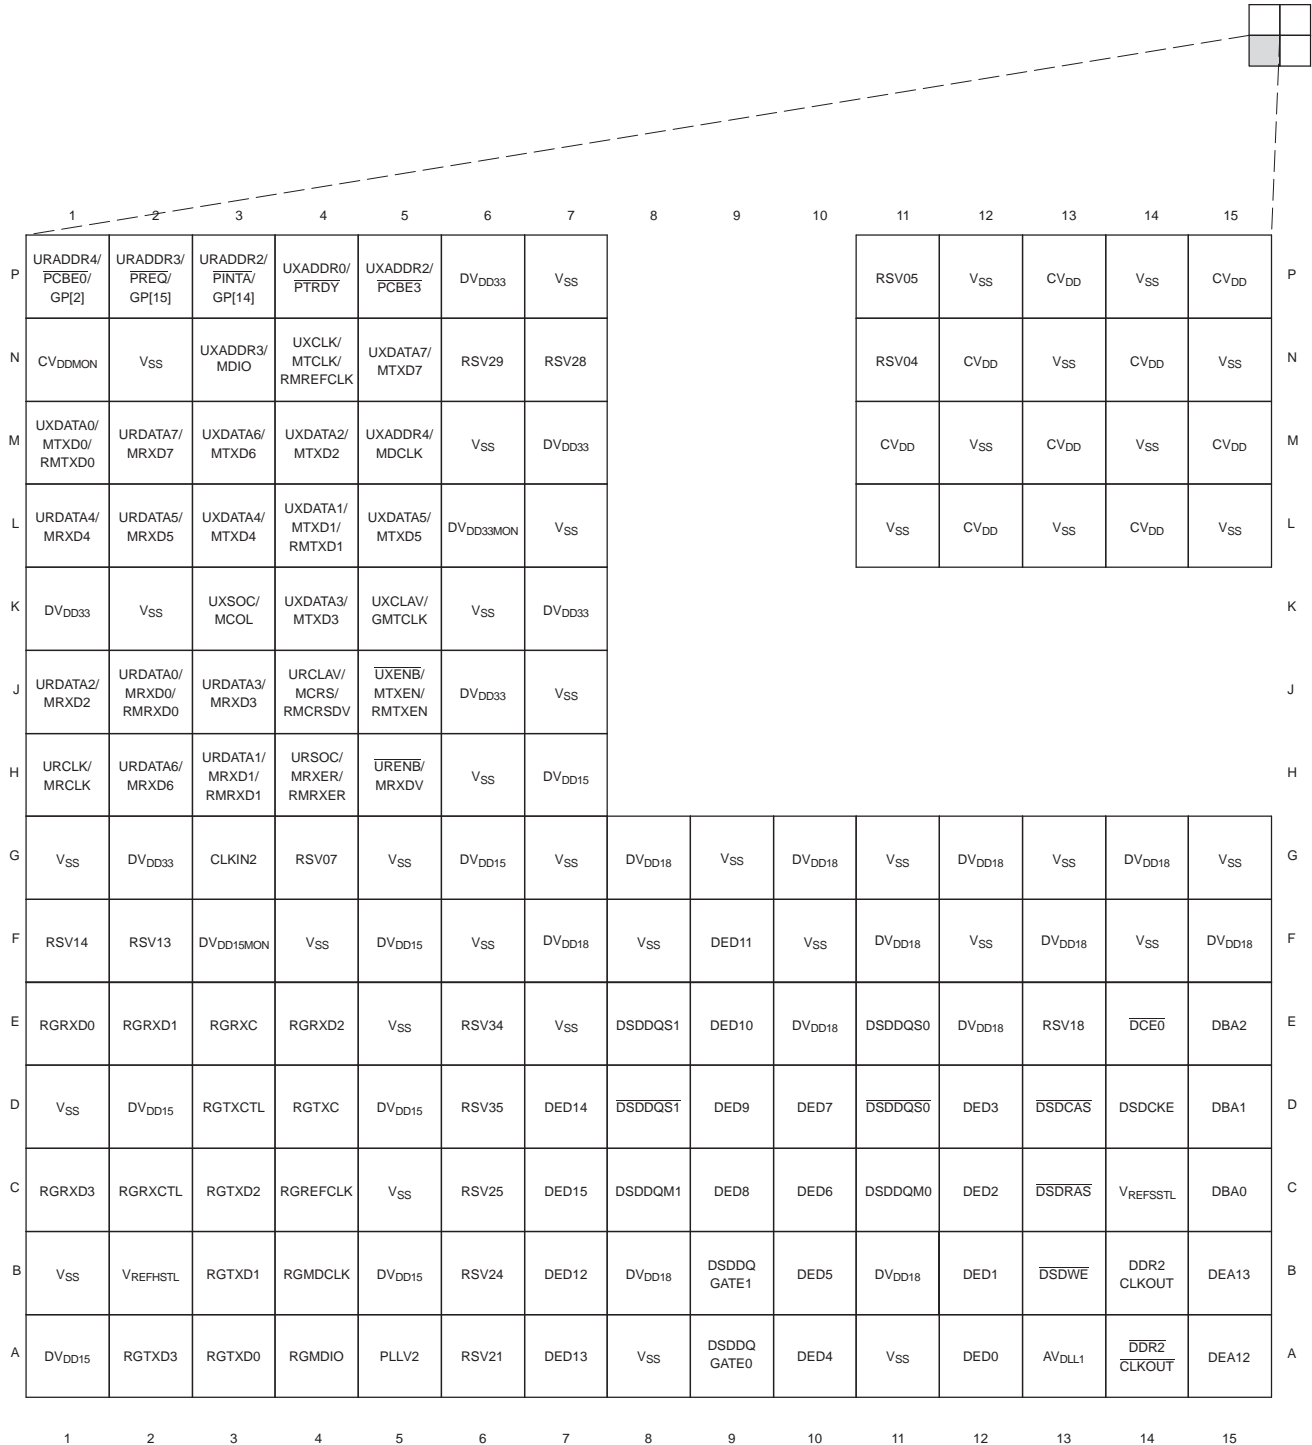 1 2 3 4 5 6 7 8 9 10 11 12 13 14 15
P URADDR4/PCBE0/GP[2] URADDR3/PREQ/GP[15] URADDR2/PINTA/GP[14] UXADDR0/PTRDY UXADDR2/PCBE3 DVDD33 VSS RSV05 VSS CVDD VSS CVDD P
N CVDDMON VSS UXADDR3/MDIO UXCLK/MTCLK/RMREFCLK UXDATA7/MTXD7 RSV29 RSV28 RSV04 CVDD VSS CVDD VSS N
M UXDATA0/MTXD0/RMTXD0 URDATA7/MRXD7 UXDATA6/MTXD6 UXDATA2/MTXD2 UXADDR4/MDCLK VSS DVDD33 CVDD VSS CVDD VSS CVDD M
L URDATA4/MRXD4 URDATA5/MRXD5 UXDATA4/MTXD4 UXDATA1/MTXD1/RMTXD1 UXDATA5/MTXD5 DVDD33MON VSS VSS CVDD VSS CVDD VSS L
K DVDD33 VSS UXSOC/MCOL UXDATA3/MTXD3 UXCLAV/GMTCLK VSS DVDD33 K
J URDATA2/MRXD2 URDATA0/MRXD0/RMRXD0 URDATA3/MRXD3 URCLAV/MCRS/RMCRSDV UXENB/MTXEN/RMTXEN DVDD33 VSS J
H URCLK/MRCLK URDATA6/MRXD6 URDATA1/MRXD1/RMRXD1 URSOC/MRXER/RMRXER URENB/MRXDV VSS DVDD15 H
G VSS DVDD33 CLKIN2 RSV07 VSS DVDD15 VSS DVDD18 VSS DVDD18 VSS DVDD18 VSS DVDD18 VSS G
F RSV14 RSV13 DVDD15MON VSS DVDD15 VSS DVDD18 VSS DED11 VSS DVDD18 VSS DVDD18 VSS DVDD18 F
E RGRXD0 RGRXD1 RGRXC RGRXD2 VSS RSV34 VSS DSDDQS1 DED10 DVDD18 DSDDQS0 DVDD18 RSV18 DCE0 DBA2 E
D VSS DVDD15 RGTXCTL RGTXC DVDD15 RSV35 DED14 DSDDQS1 DED9 DED7 DSDDQS0 DED3 DSDCAS DSDCKE DBA1 D
C RGRXD3 RGRXCTL RGTXD2 RGREFCLK VSS RSV25 DED15 DSDDQM1 DED8 DED6 DSDDQM0 DED2 DSDRAS VREFSSTL DBA0 C
B VSS VREFHSTL RGTXD1 RGMDCLK DVDD15 RSV24 DED12 DVDD18 DSDDQ GATE1 DED5 DVDD18 DED1 DSDWE DDR2 CLKOUT DEA13 B
A DVDD15 RGTXD3 RGTXD0 RGMDIO PLLV2 RSV21 DED13 VSS DSDDQ GATE0 DED4 VSS DED0 AVDLL1 DDR2 CLKOUT DEA12 A
1 2 3 4 5 6 7 8 9 10 11 12 13 14 15